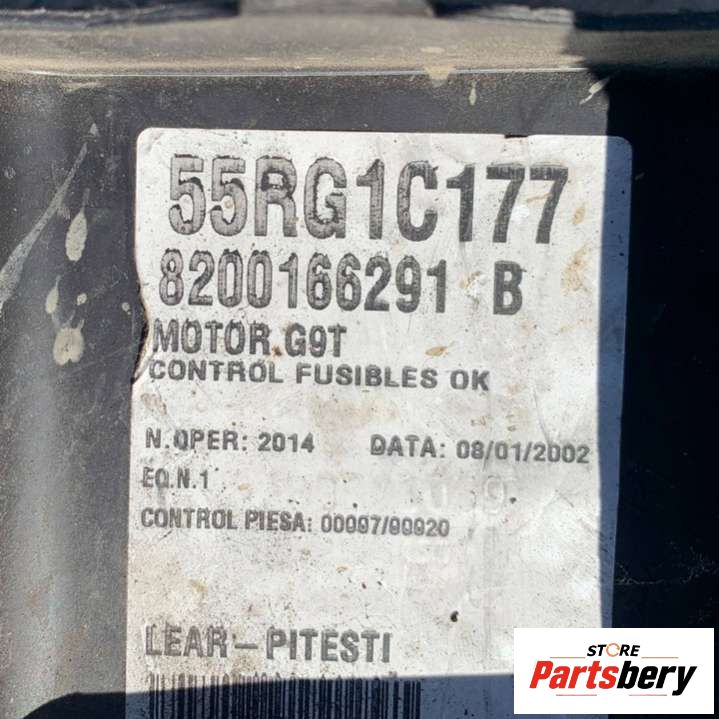 55RG1C177
8200166291 B
MOTOR G9T
CONTROL FUSIBLES OK
N.OPER: 2014 DATA: 08/01/2002
EQ.N.1
CONTROL PIESA: 00097/99920
LEAR-PITESTI
STORE
Partsbery